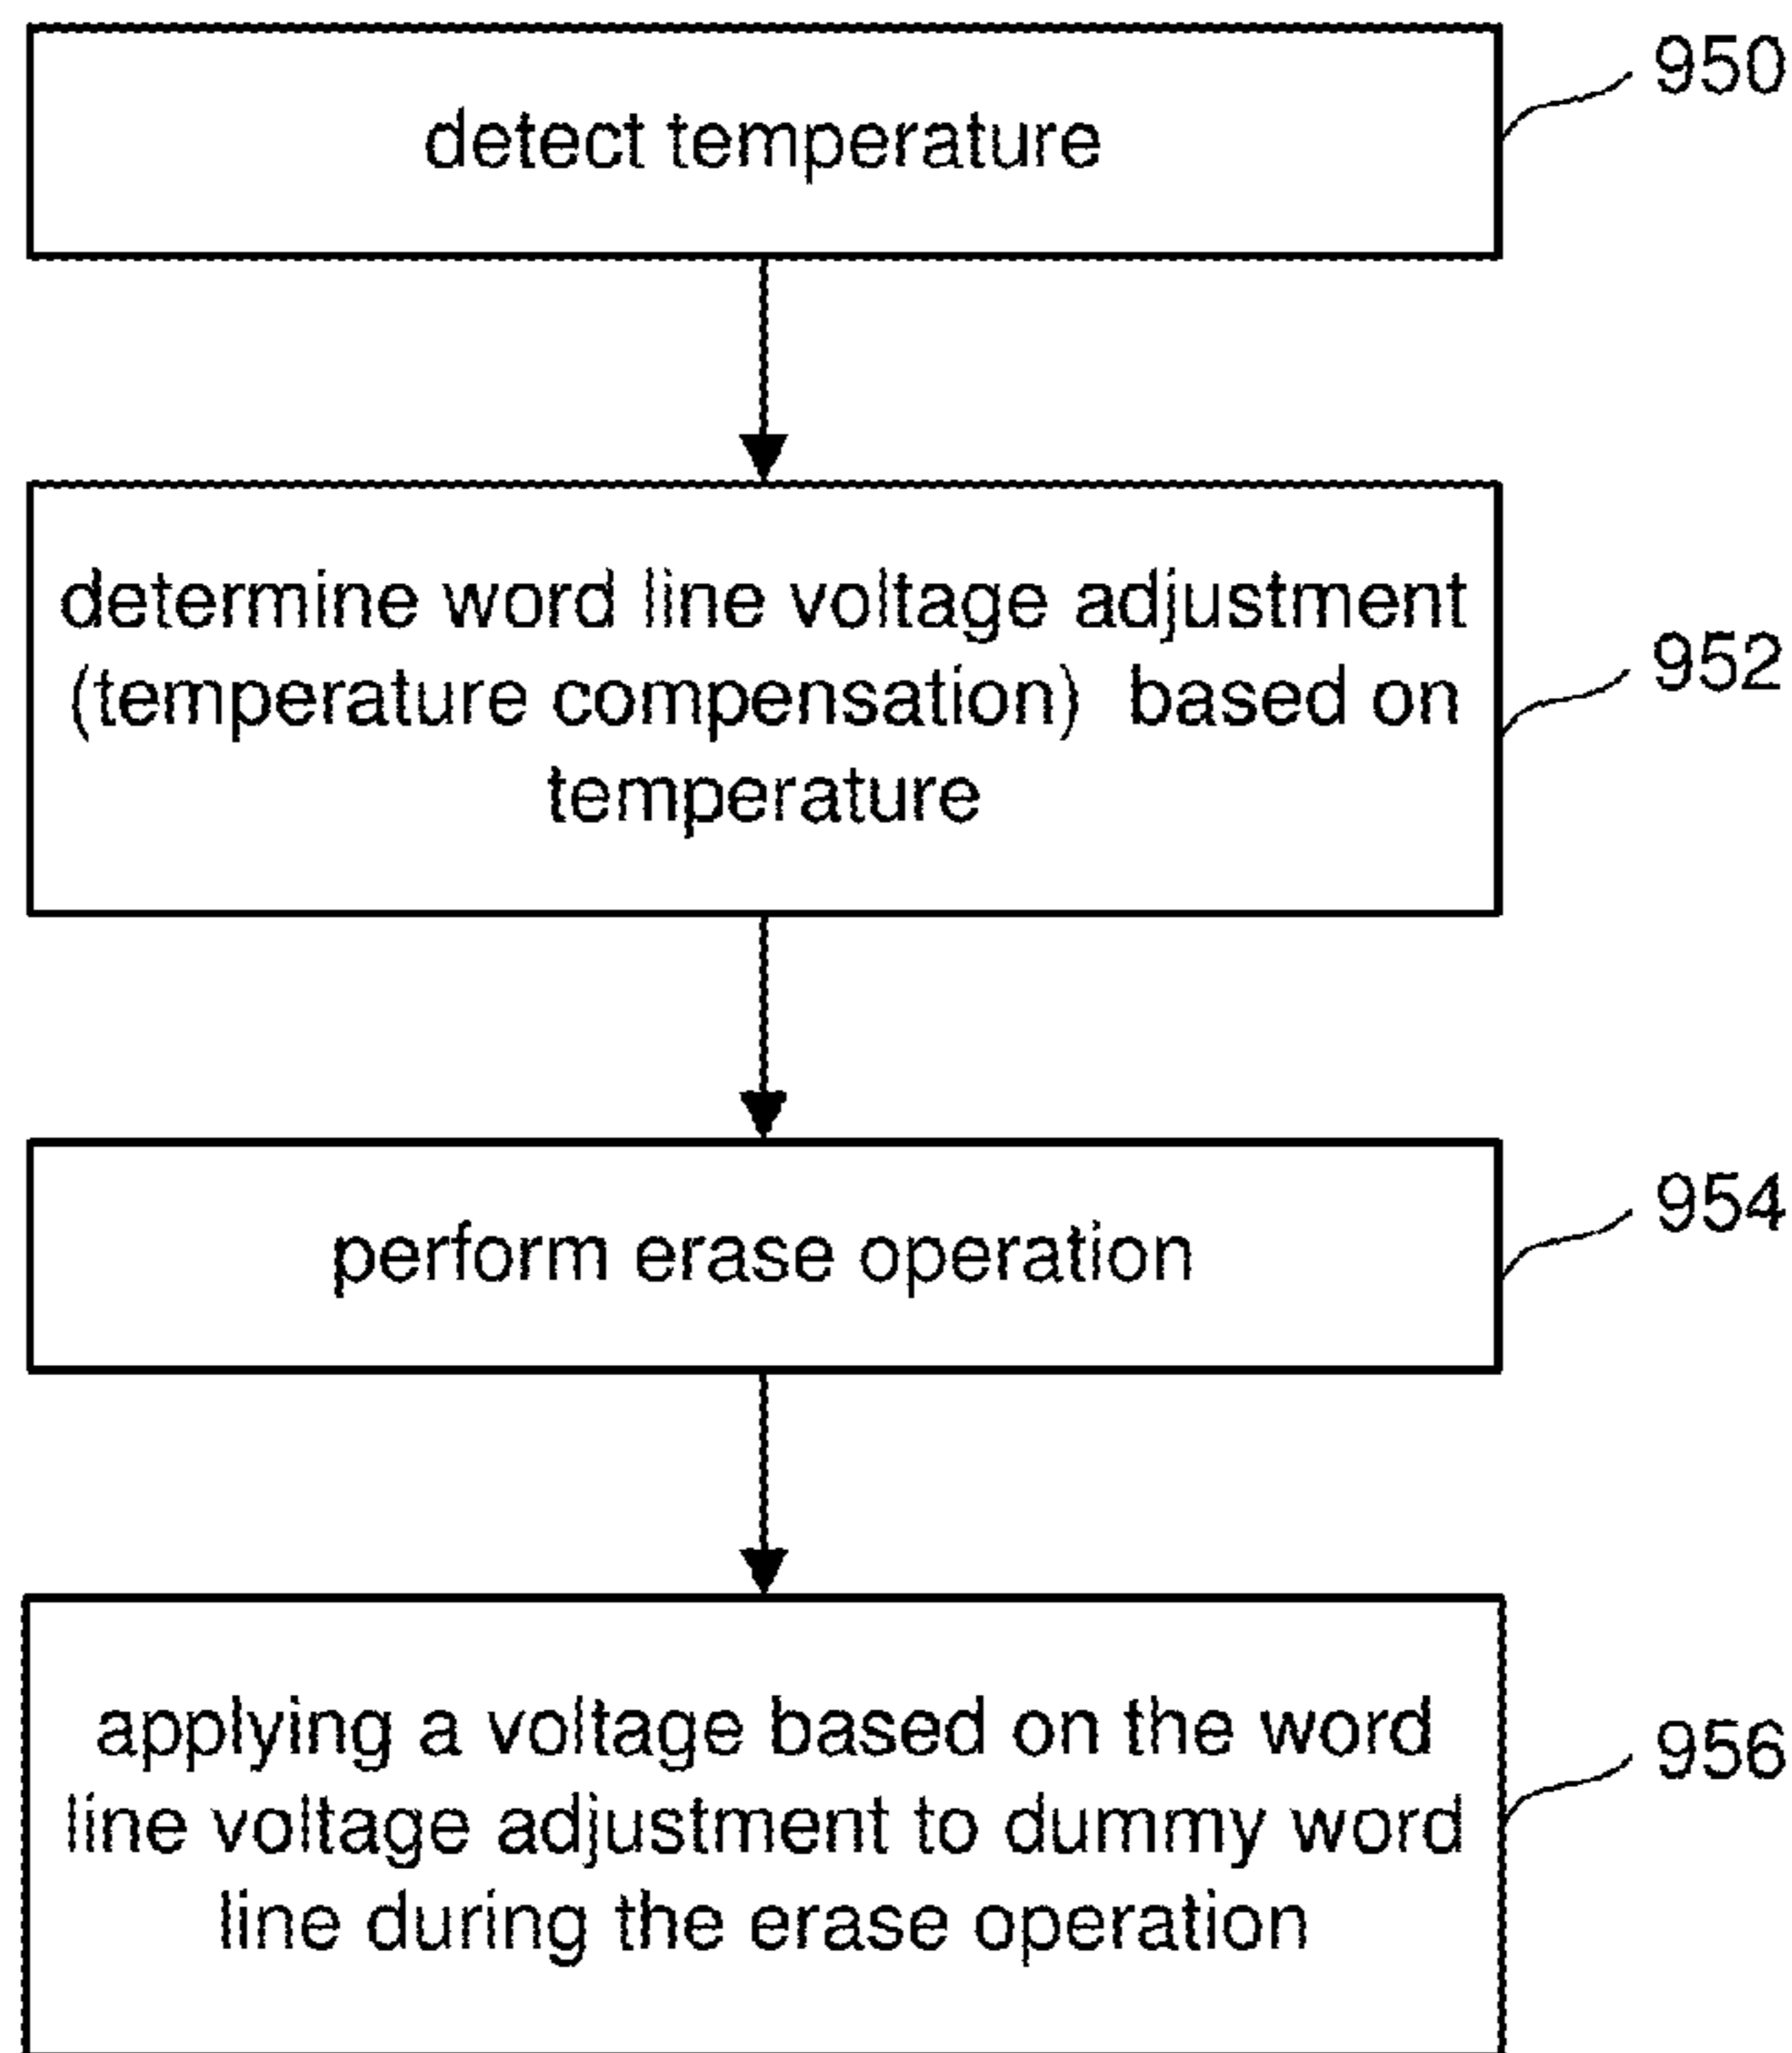 detect temperature
950
determine word line voltage adjustment
(temperature compensation) based on
temperature
952
perform erase operation
954
applying a voltage based on the word
line voltage adjustment to dummy word
line during the erase operation
956